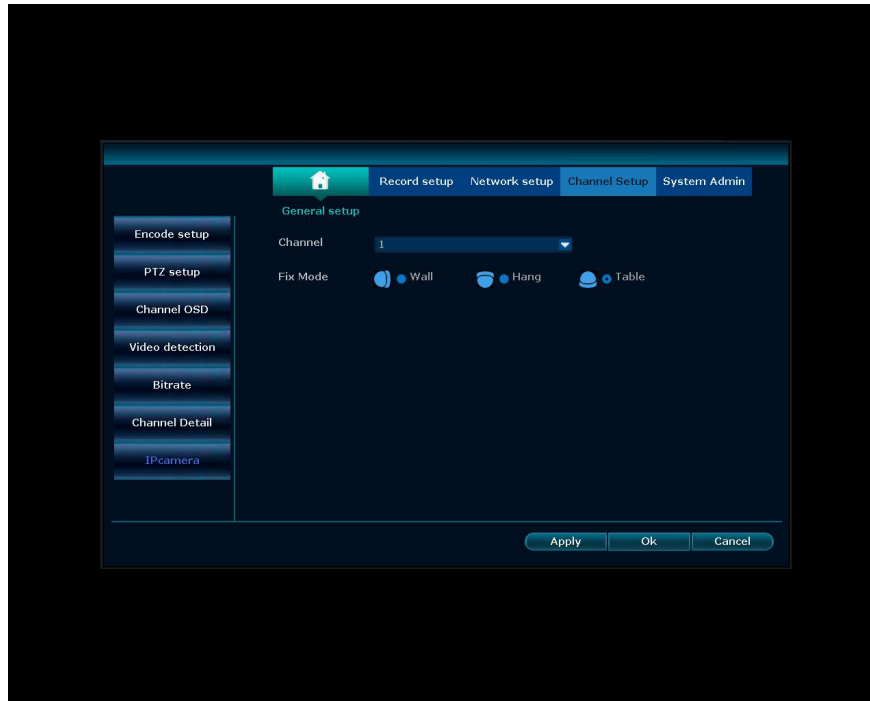 Record setup Network setup Channel Setup System Admin
General setup
Encode setup
PTZ setup
Channel OSD
Video detection
Bitrate
Channel Detail
IPcamera
Channel 1
Fix Mode Wall Hang Table
Apply Ok Cancel